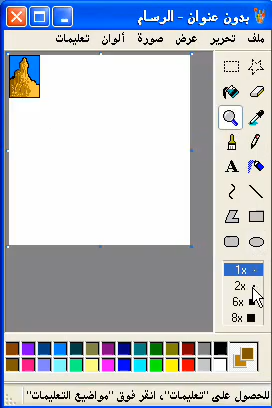 بدون عنوان - الرسام
ملف تحرير عرض صورة ألوان تعليمات
A
1x
2x
6x
8x
للحصول على "تعليمات"، انقر فوق "مواضيع التعليمات"